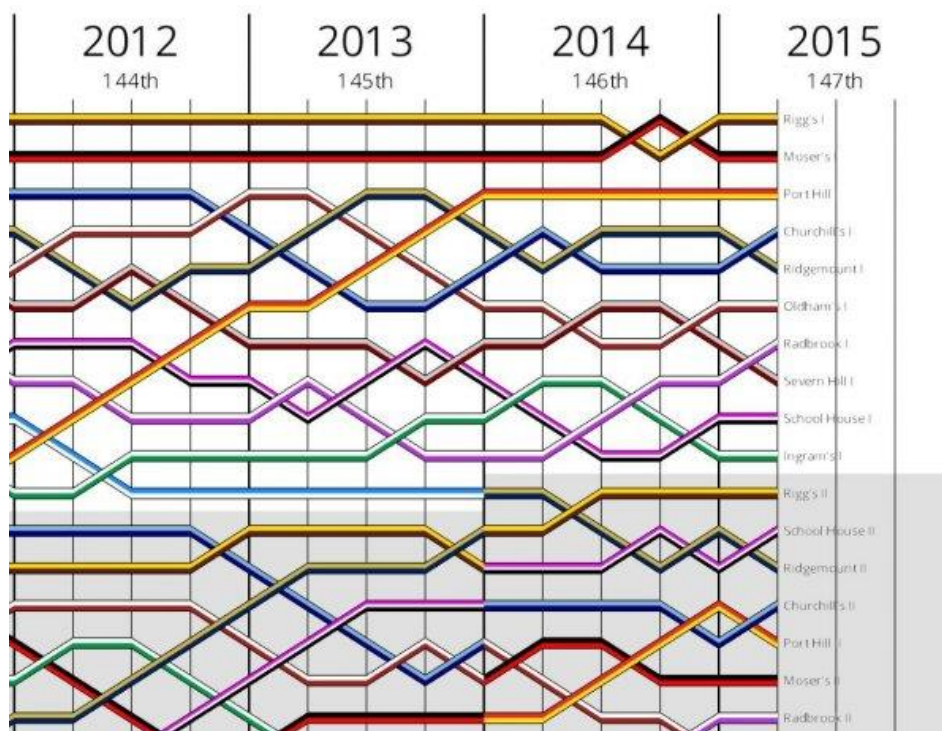 2012
2013
2014
2015
144th
145th
146th
147th
Rigg's I
Moser's I
Port Hill
Churchill's I
Ridgemount I
Oldham's I
Radbrook I
Severn Hill I
School House I
Ingram's I
Rigg's II
School House II
Ridgemount II
Churchill's II
Port Hill II
Moser's II
Radbrook II